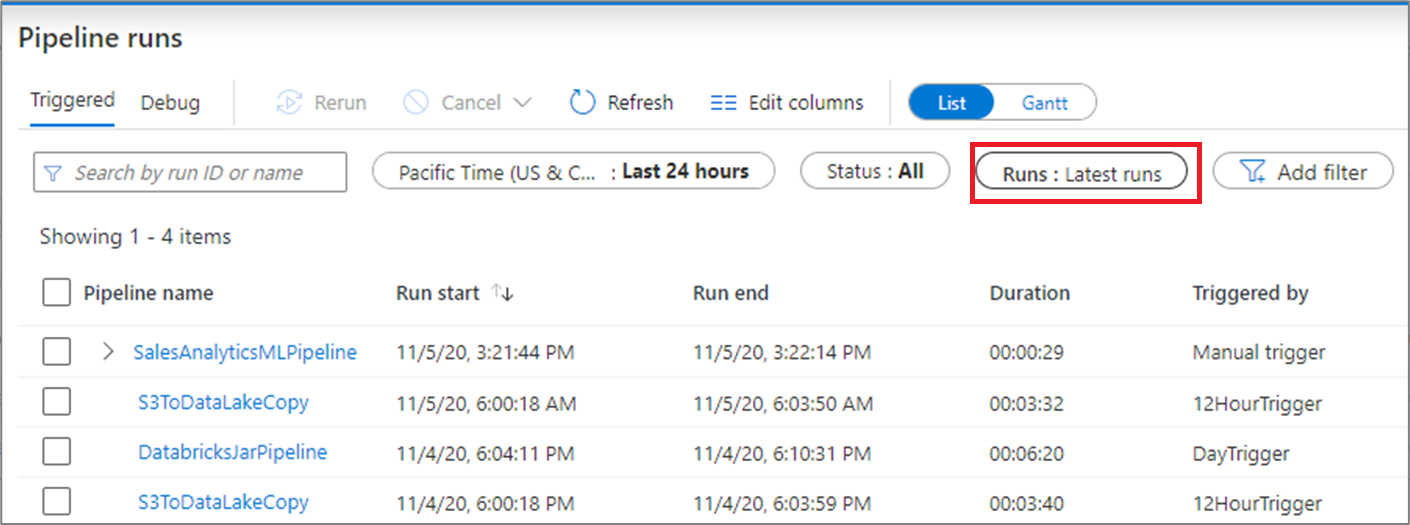 Pipeline runs
Triggered Debug Rerun Cancel Refresh Edit columns List Gantt
Search by run ID or name Pacific Time (US & C... : Last 24 hours Status : All Runs : Latest runs Add filter
Showing 1 - 4 items
Pipeline name Run start Run end Duration Triggered by
SalesAnalyticsMLPipeline 11/5/20, 3:21:44 PM 11/5/20, 3:22:14 PM 00:00:29 Manual trigger
S3ToDataLakeCopy 11/5/20, 6:00:18 AM 11/5/20, 6:03:50 AM 00:03:32 12HourTrigger
DatabricksJarPipeline 11/4/20, 6:04:11 PM 11/4/20, 6:10:31 PM 00:06:20 DayTrigger
S3ToDataLakeCopy 11/4/20, 6:00:18 PM 11/4/20, 6:03:59 PM 00:03:40 12HourTrigger